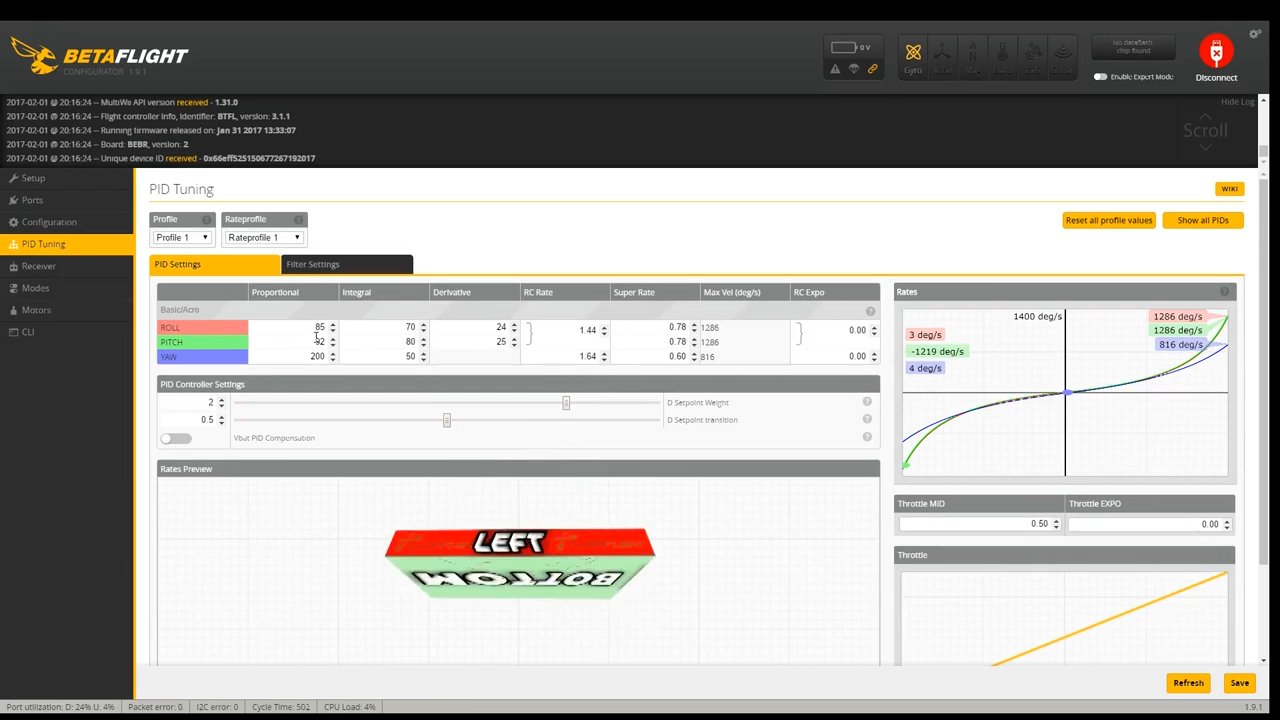 BETAFLIGHT
CONFIGURATOR 1.9.1
0 V
Gyro
No dataflash
chip found
Enable Expert Mode
Disconnect
2017-02-01 @ 20:16:24 -- MultiWii API version received - 1.31.0
2017-02-01 @ 20:16:24 -- Flight controller info, identifier: BTFL, version: 3.1.1
2017-02-01 @ 20:16:24 -- Running firmware released on: Jan 31 2017 13:33:07
2017-02-01 @ 20:16:24 -- Board: BEBR, version: 2
2017-02-01 @ 20:16:24 -- Unique device ID received - 0x66eff525150677267192017
Hide Log
Scroll
Setup
Ports
Configuration
PID Tuning
Receiver
Modes
Motors
CLI
PID Tuning
WIKI
Profile
Rateprofile
Profile 1
Rateprofile 1
Reset all profile values
Show all PIDs
PID Settings
Filter Settings
Proportional Integral Derivative RC Rate Super Rate Max Vel (deg/s) RC Expo
Basic/Acro
ROLL 85 70 24 1.44 0.78 1286 0.00
PITCH 92 80 25 0.78 1286
YAW 200 50 1.64 0.60 816 0.00
PID Controller Settings
2 D Setpoint Weight
0.5 D Setpoint transition
Vbat PID Compensation
Rates Preview
LEFT
BOTTOM
Rates
1400 deg/s
1286 deg/s
1286 deg/s
816 deg/s
3 deg/s
-1219 deg/s
4 deg/s
Throttle MID Throttle EXPO
0.50 0.00
Throttle
Refresh
Save
Port utilization: D: 24% U: 4% Packet error: 0 I2C error: 0 Cycle Time: 502 CPU Load: 4% 1.9.1